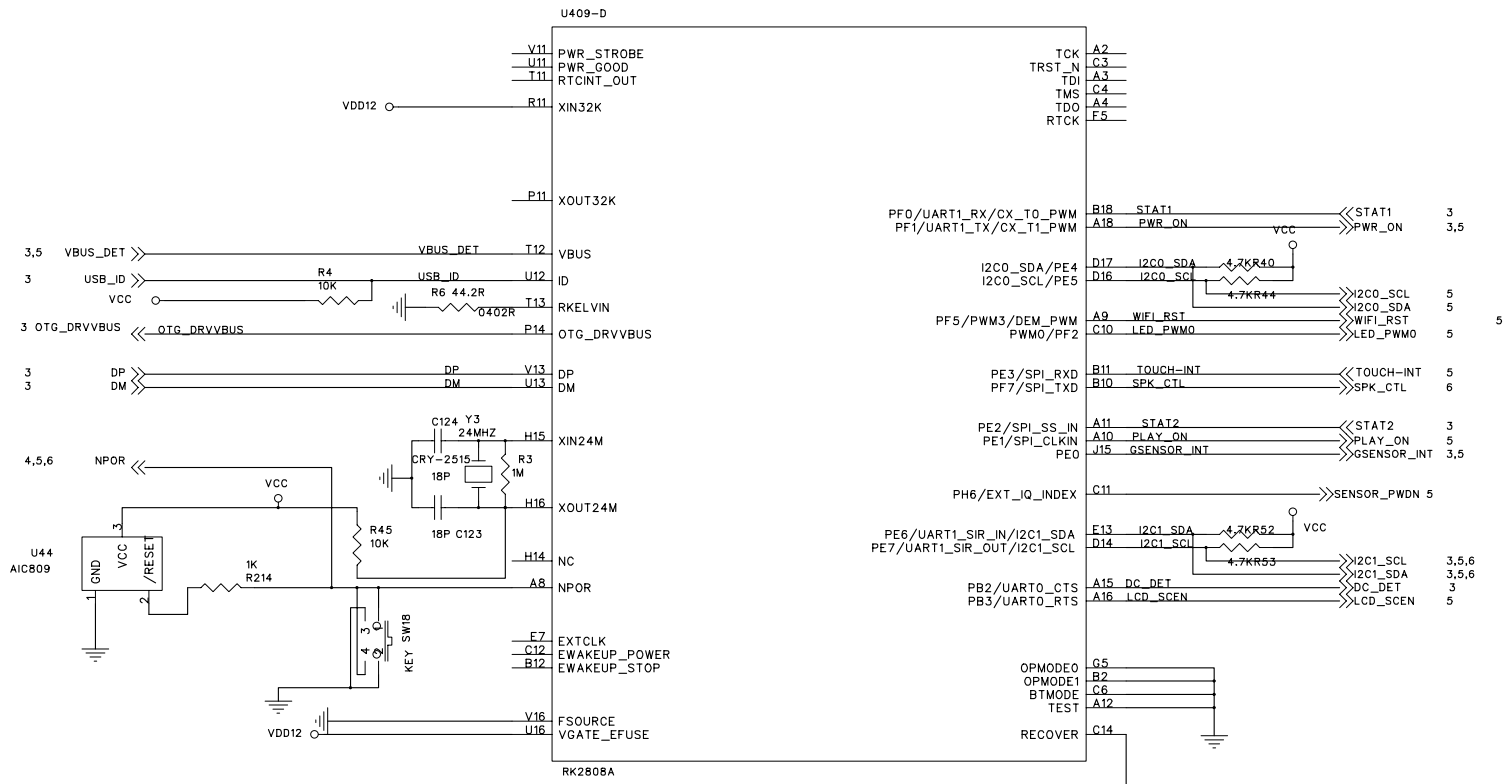 U409-D
V11 PWR_STROBE
U11 PWR_GOOD
T11 RTCINT_OUT
VDD12 R11 XIN32K
P11 XOUT32K
3,5 VBUS_DET VBUS_DET T12 VBUS
3 USB_ID USB_ID U12 ID
R4
10K
VCC
R6 44.2R
0402R
T13 RKELVIN
3 OTG_DRVVBUS OTG_DRVVBUS P14 OTG_DRVVBUS
3 DP DP V13 DP
3 DM DM U13 DM
C124 Y3
24MHZ
H15 XIN24M
CRY-2515
R3
1M
18P
4,5,6 NPOR
VCC
H16 XOUT24M
18P C123
R45
10K
U44
AIC809
GND
VCC
/RESET
1
3
2
1K
R214
H14 NC
A8 NPOR
3 1
4 2
KEY SW18
E7 EXTCLK
C12 EWAKEUP_POWER
B12 EWAKEUP_STOP
V16 FSOURCE
VDD12 U16 VGATE_EFUSE
RK2808A
TCK A2
TRST_N C3
TDI A3
TMS C4
TDO A4
RTCK F5
PF0/UART1_RX/CX_T0_PWM B18 STAT1 STAT1 3
PF1/UART1_TX/CX_T1_PWM A18 PWR_ON PWR_ON 3,5
VCC
I2C0_SDA/PE4 D17 I2C0_SDA 4.7KR40
I2C0_SCL/PE5 D16 I2C0_SCL
4.7KR44 I2C0_SCL 5
I2C0_SDA 5
PF5/PWM3/DEM_PWM A9 WIFI_RST WIFI_RST 5
PWM0/PF2 C10 LED_PWM0 LED_PWM0 5
PE3/SPI_RXD B11 TOUCH-INT TOUCH-INT 5
PF7/SPI_TXD B10 SPK_CTL SPK_CTL 6
PE2/SPI_SS_IN A11 STAT2 STAT2 3
PE1/SPI_CLKIN A10 PLAY_ON PLAY_ON 5
PE0 J15 GSENSOR_INT GSENSOR_INT 3,5
PH6/EXT_IQ_INDEX C11 SENSOR_PWDN 5
VCC
PE6/UART1_SIR_IN/I2C1_SDA E13 I2C1_SDA 4.7KR52
PE7/UART1_SIR_OUT/I2C1_SCL D14 I2C1_SCL
4.7KR53 I2C1_SCL 3,5,6
I2C1_SDA 3,5,6
PB2/UART0_CTS A15 DC_DET DC_DET 3
PB3/UART0_RTS A16 LCD_SCEN LCD_SCEN 5
OPMODE0 G5
OPMODE1 B2
BTMODE C6
TEST A12
RECOVER C14